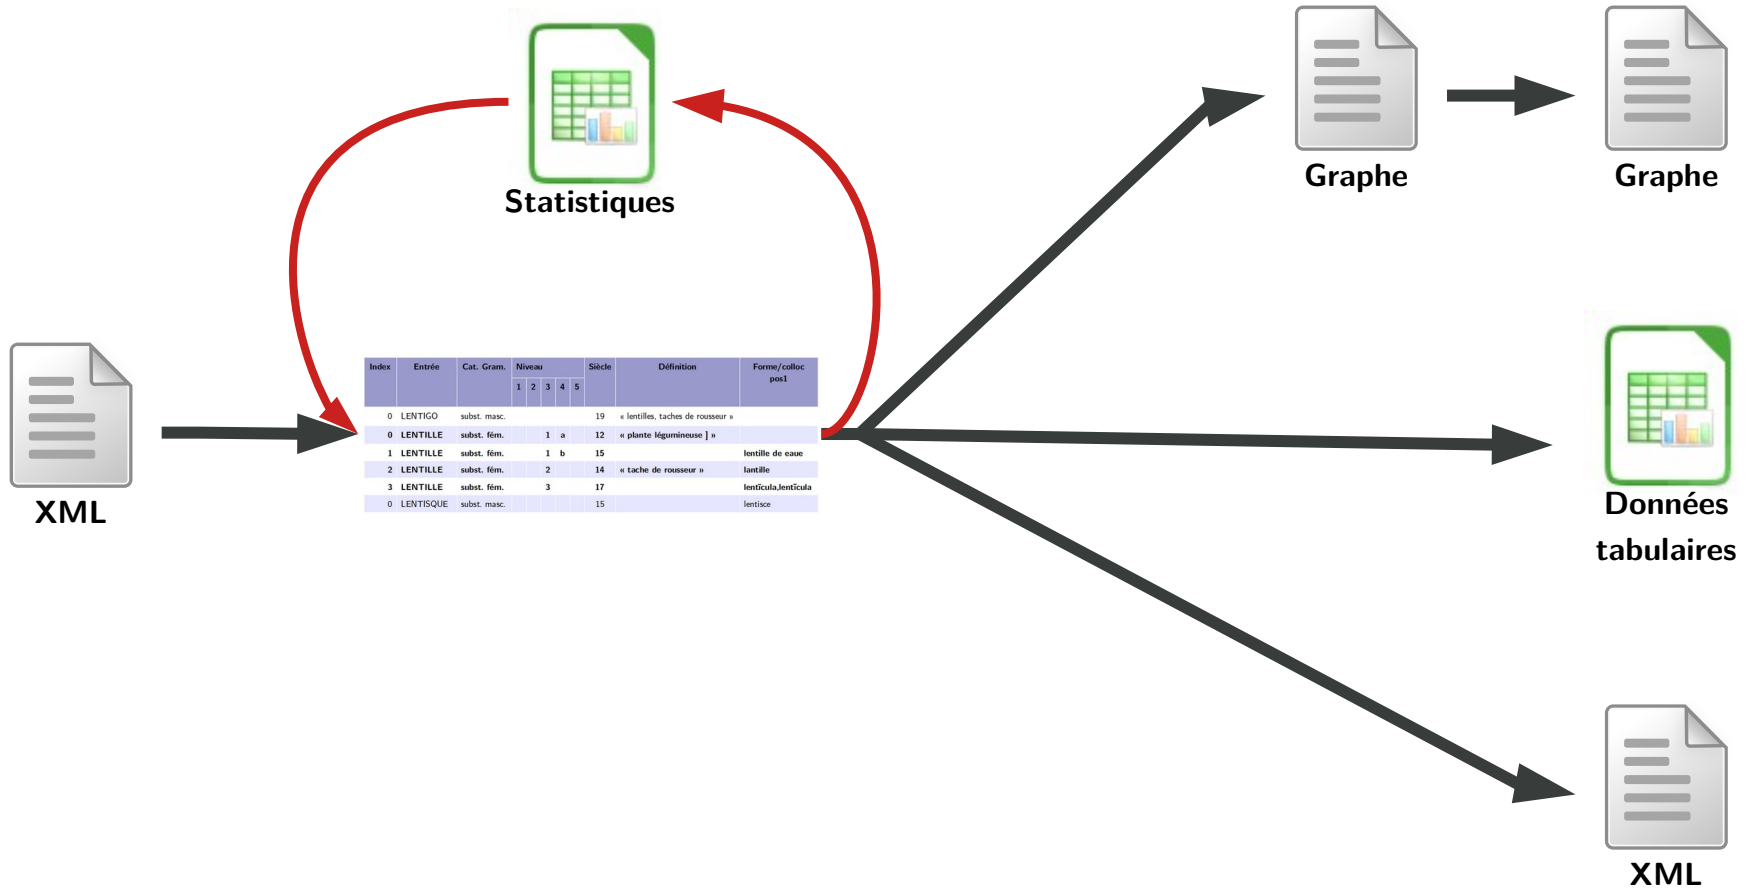 Statistiques
Graphe
Graphe
XML
Index Entrée Cat. Gram. Niveau Siècle Définition Forme/colloc
pos1
1 2 3 4 5
0 LENTIGO subst. masc. 19 « lentilles, taches de rousseur »
0 LENTILLE subst. fém. 1 a 12 « plante légumineuse ] »
1 LENTILLE subst. fém. 1 b 15 lentille de eaue
2 LENTILLE subst. fém. 2 14 « tache de rousseur » lantille
3 LENTILLE subst. fém. 3 17 lentĭcula,lentĭcula
0 LENTISQUE subst. masc. 15 lentisce
Données
tabulaires
XML